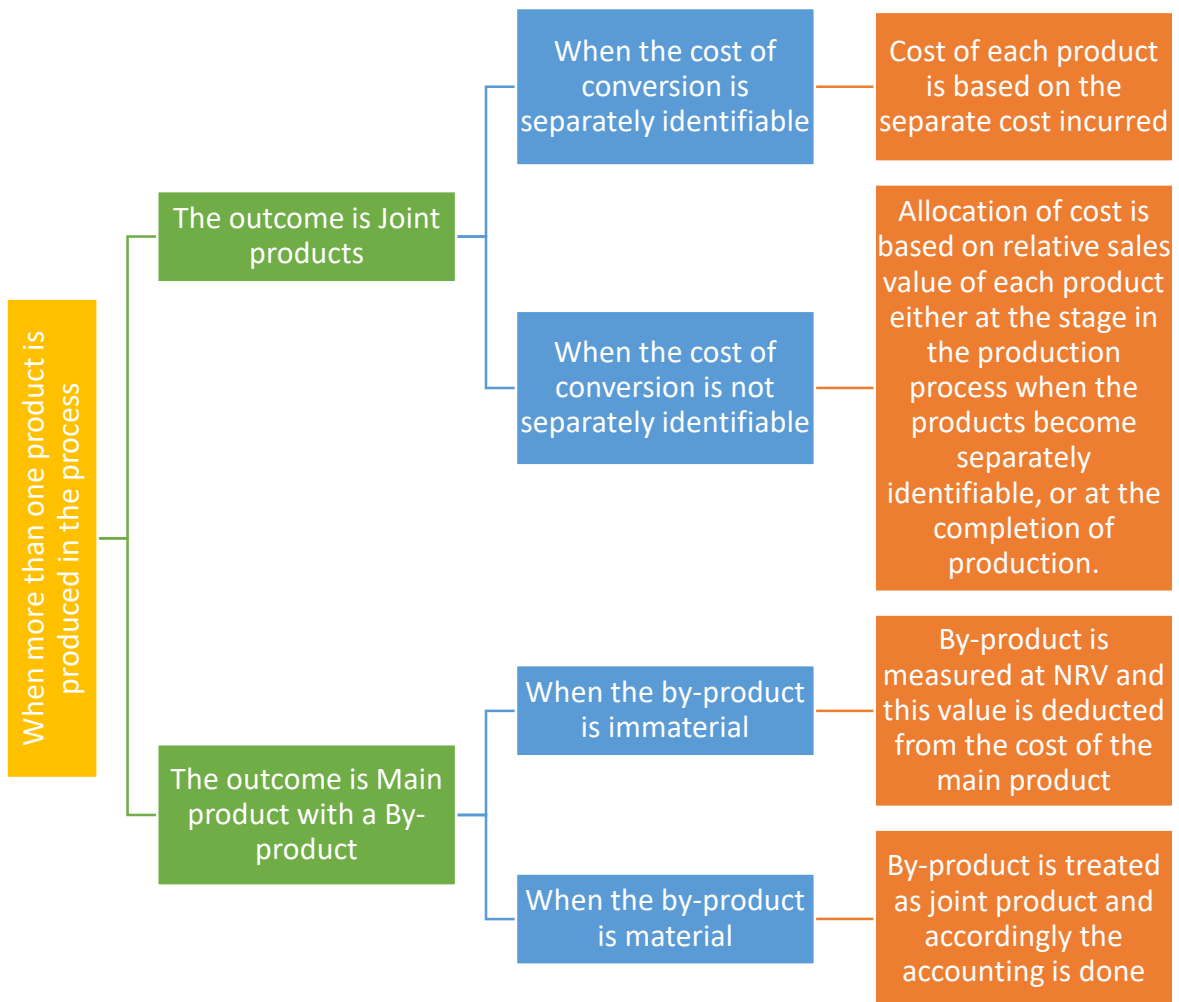 When more than one product is
produced in the process
The outcome is Joint
products
When the cost of
conversion is
separately identifiable
Cost of each product
is based on the
separate cost incurred
When the cost of
conversion is not
separately identifiable
Allocation of cost is
based on relative sales
value of each product
either at the stage in
the production
process when the
products become
separately
identifiable, or at the
completion of
production.
The outcome is Main
product with a By-
product
When the by-product
is immaterial
By-product is
measured at NRV and
this value is deducted
from the cost of the
main product
When the by-product
is material
By-product is treated
as joint product and
accordingly the
accounting is done